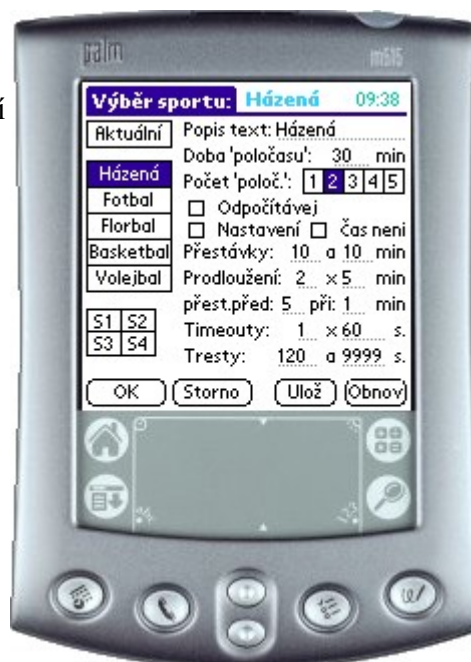 palm m515
í
Výběr sportu: Házená 09:38
Aktuální Popis text: Házená
Doba 'poločasu': 30 min
Házená Počet 'poloč.': 1 2 3 4 5
Fotbal Odpočítávej
Florbal Nastavení Čas neni
Basketbal Přestávky: 10 a 10 min
Volejbal Prodloužení: 2 x 5 min
přest.před: 5 při: 1 min
S1 S2 Timeouty: 1 x 60 s.
S3 S4 Tresty: 120 a 9999 s.
OK Storno Ulož Obnov